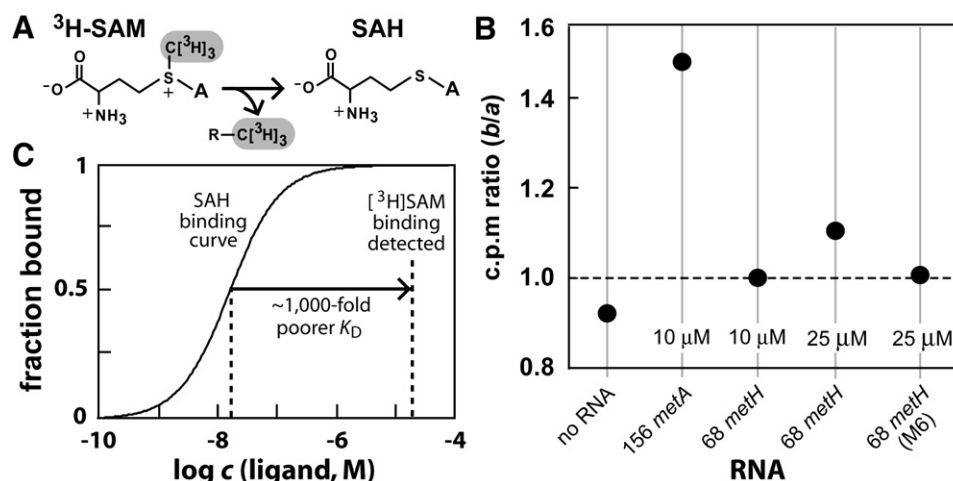 A
³H-SAM
SAH
C[³H]₃
O
⁻O
S
+
A
⁺NH₃
O
⁻O
S
A
⁺NH₃
R—C[³H]₃
B
1.6
1.4
1.2
1.0
0.8
c.p.m ratio (b/a)
10 μM
10 μM
25 μM
25 μM
no RNA
156 metA
68 metH
68 metH
68 metH
(M6)
RNA
C
1
0.5
0
fraction bound
SAH
binding
curve
[³H]SAM
binding
detected
~1,000-fold
poorer K_D
-10
-8
-6
-4
log c (ligand, M)